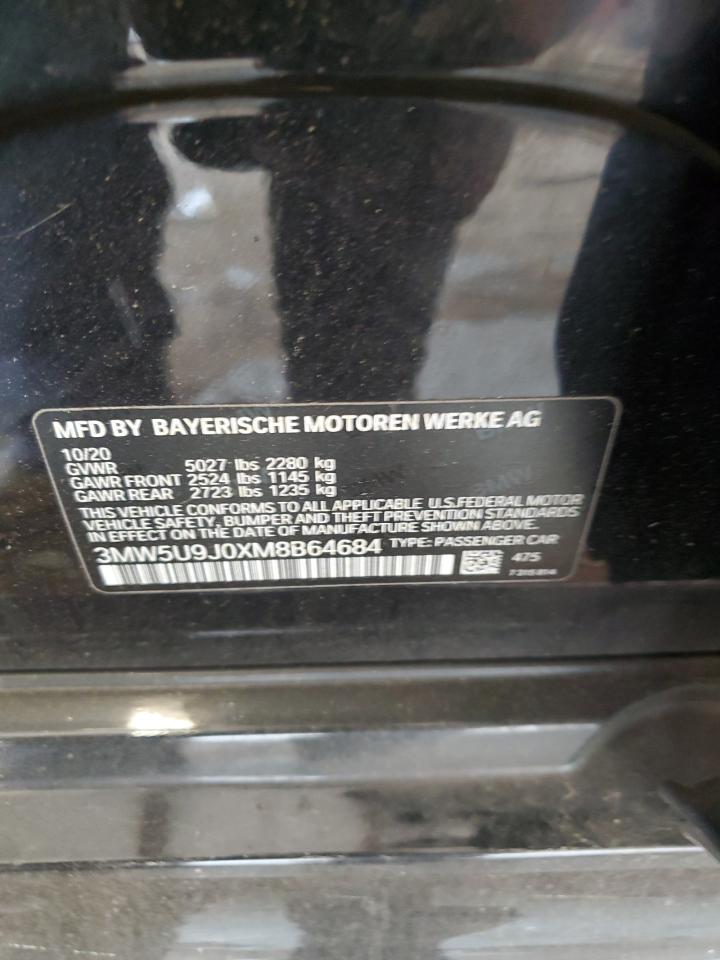 MFD BY BAYERISCHE MOTOREN WERKE AG
10/20
GVWR 5027 lbs 2280 kg
GAWR FRONT 2524 lbs 1145 kg
GAWR REAR 2723 lbs 1235 kg
THIS VEHICLE CONFORMS TO ALL APPLICABLE U.S.FEDERAL MOTOR
VEHICLE SAFETY, BUMPER AND THEFT PREVENTION STANDARDS
IN EFFECT ON THE DATE OF MANUFACTURE SHOWN ABOVE.
3MW5U9J0XM8B64684 TYPE: PASSENGER CAR
475